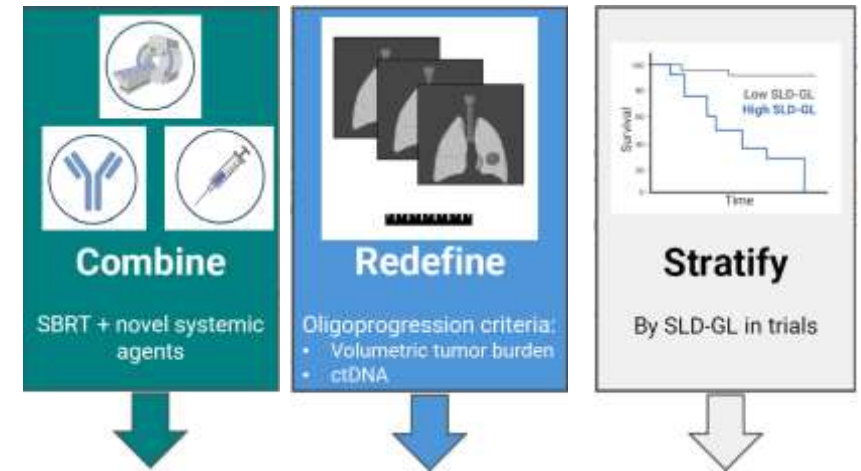 Combine
SBRT + novel systemic
agents
Redefine
Oligoprogression criteria:
• Volumetric tumor burden
• ctDNA
100
Low SLD-GL
High SLD-GL
Survival
Time
Stratify
By SLD-GL in trials